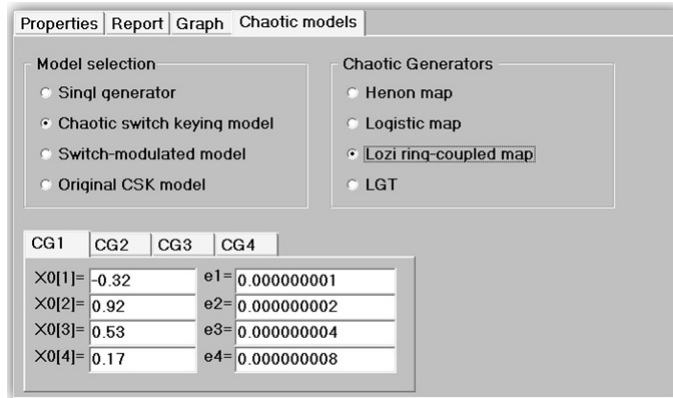 Properties Report Graph Chaotic models
Model selection
Singl generator
Chaotic switch keying model
Switch-modulated model
Original CSK model
Chaotic Generators
Henon map
Logistic map
Lozi ring-coupled map
LGT
CG1 CG2 CG3 CG4
X0[1]= -0.32 e1= 0.000000001
X0[2]= 0.92 e2= 0.000000002
X0[3]= 0.53 e3= 0.000000004
X0[4]= 0.17 e4= 0.000000008